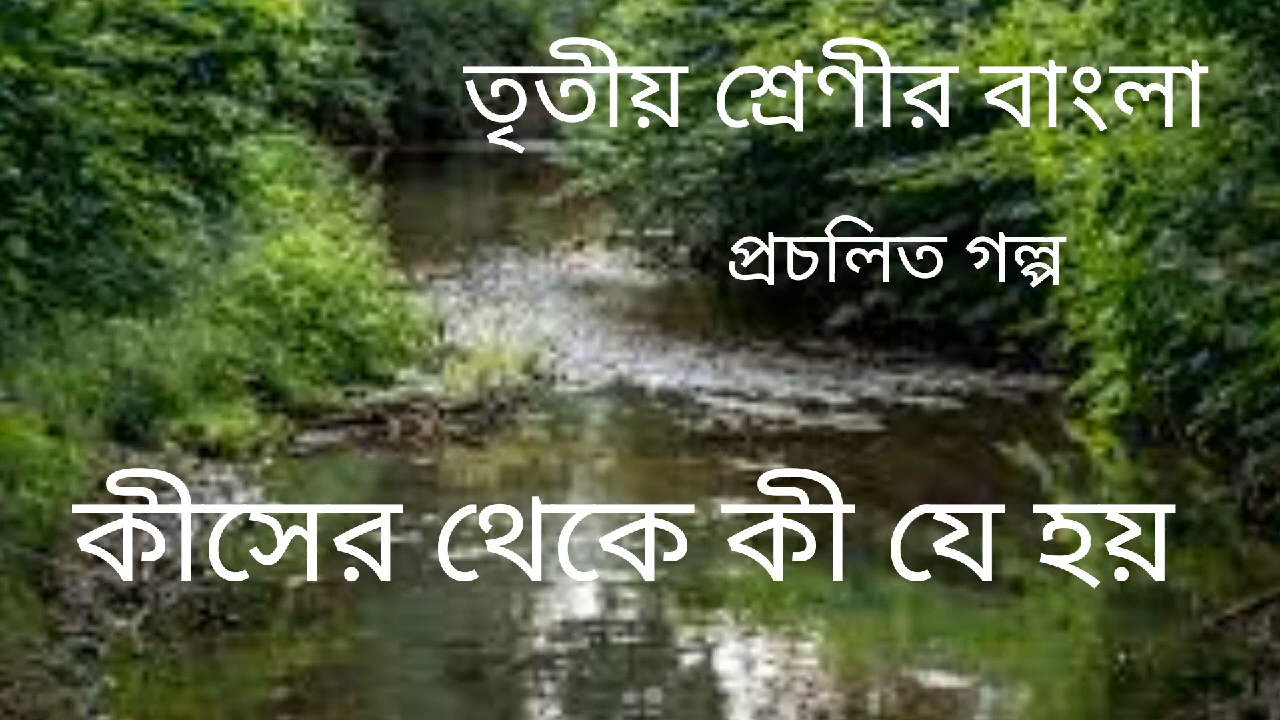 তৃতীয় শ্রেণীর বাংলা
প্রচলিত গল্প
কীসের থেকে কী যে হয়